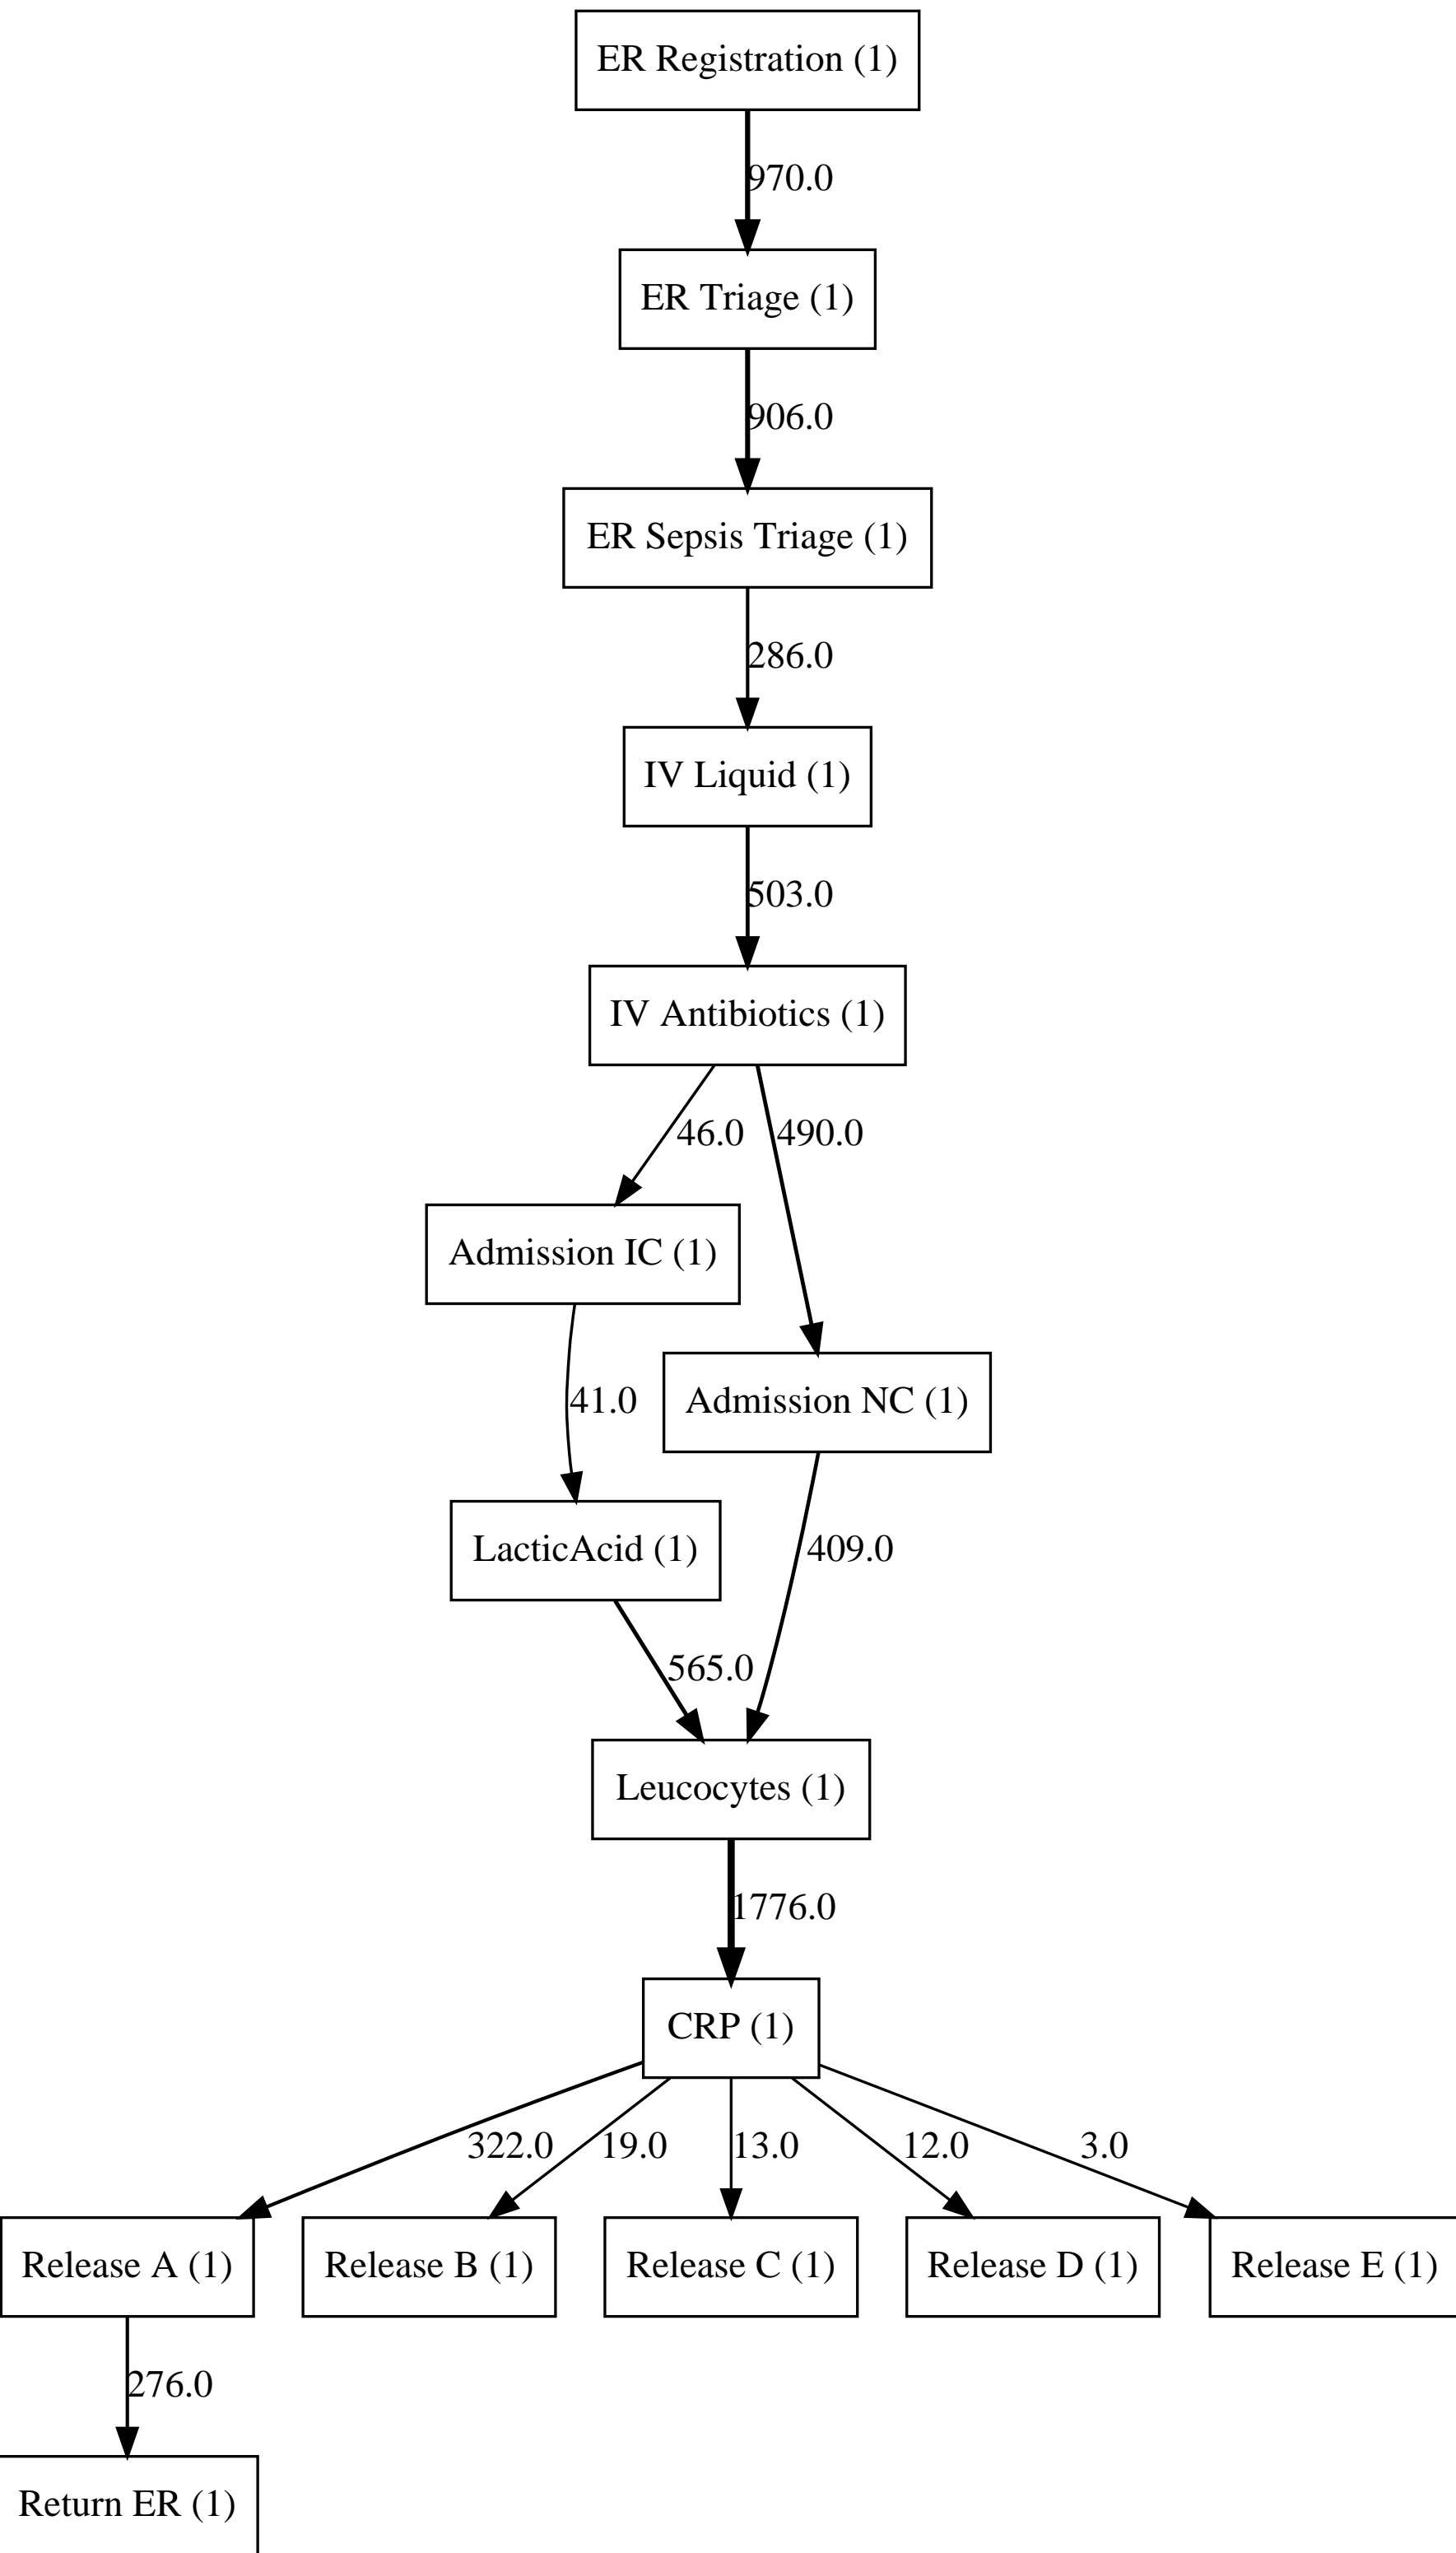 ER Registration (1)
970.0
ER Triage (1)
906.0
ER Sepsis Triage (1)
286.0
IV Liquid (1)
503.0
IV Antibiotics (1)
46.0
490.0
Admission IC (1)
41.0
Admission NC (1)
LacticAcid (1)
409.0
565.0
Leucocytes (1)
1776.0
CRP (1)
322.0
19.0
13.0
12.0
3.0
Release A (1)
Release B (1)
Release C (1)
Release D (1)
Release E (1)
276.0
Return ER (1)